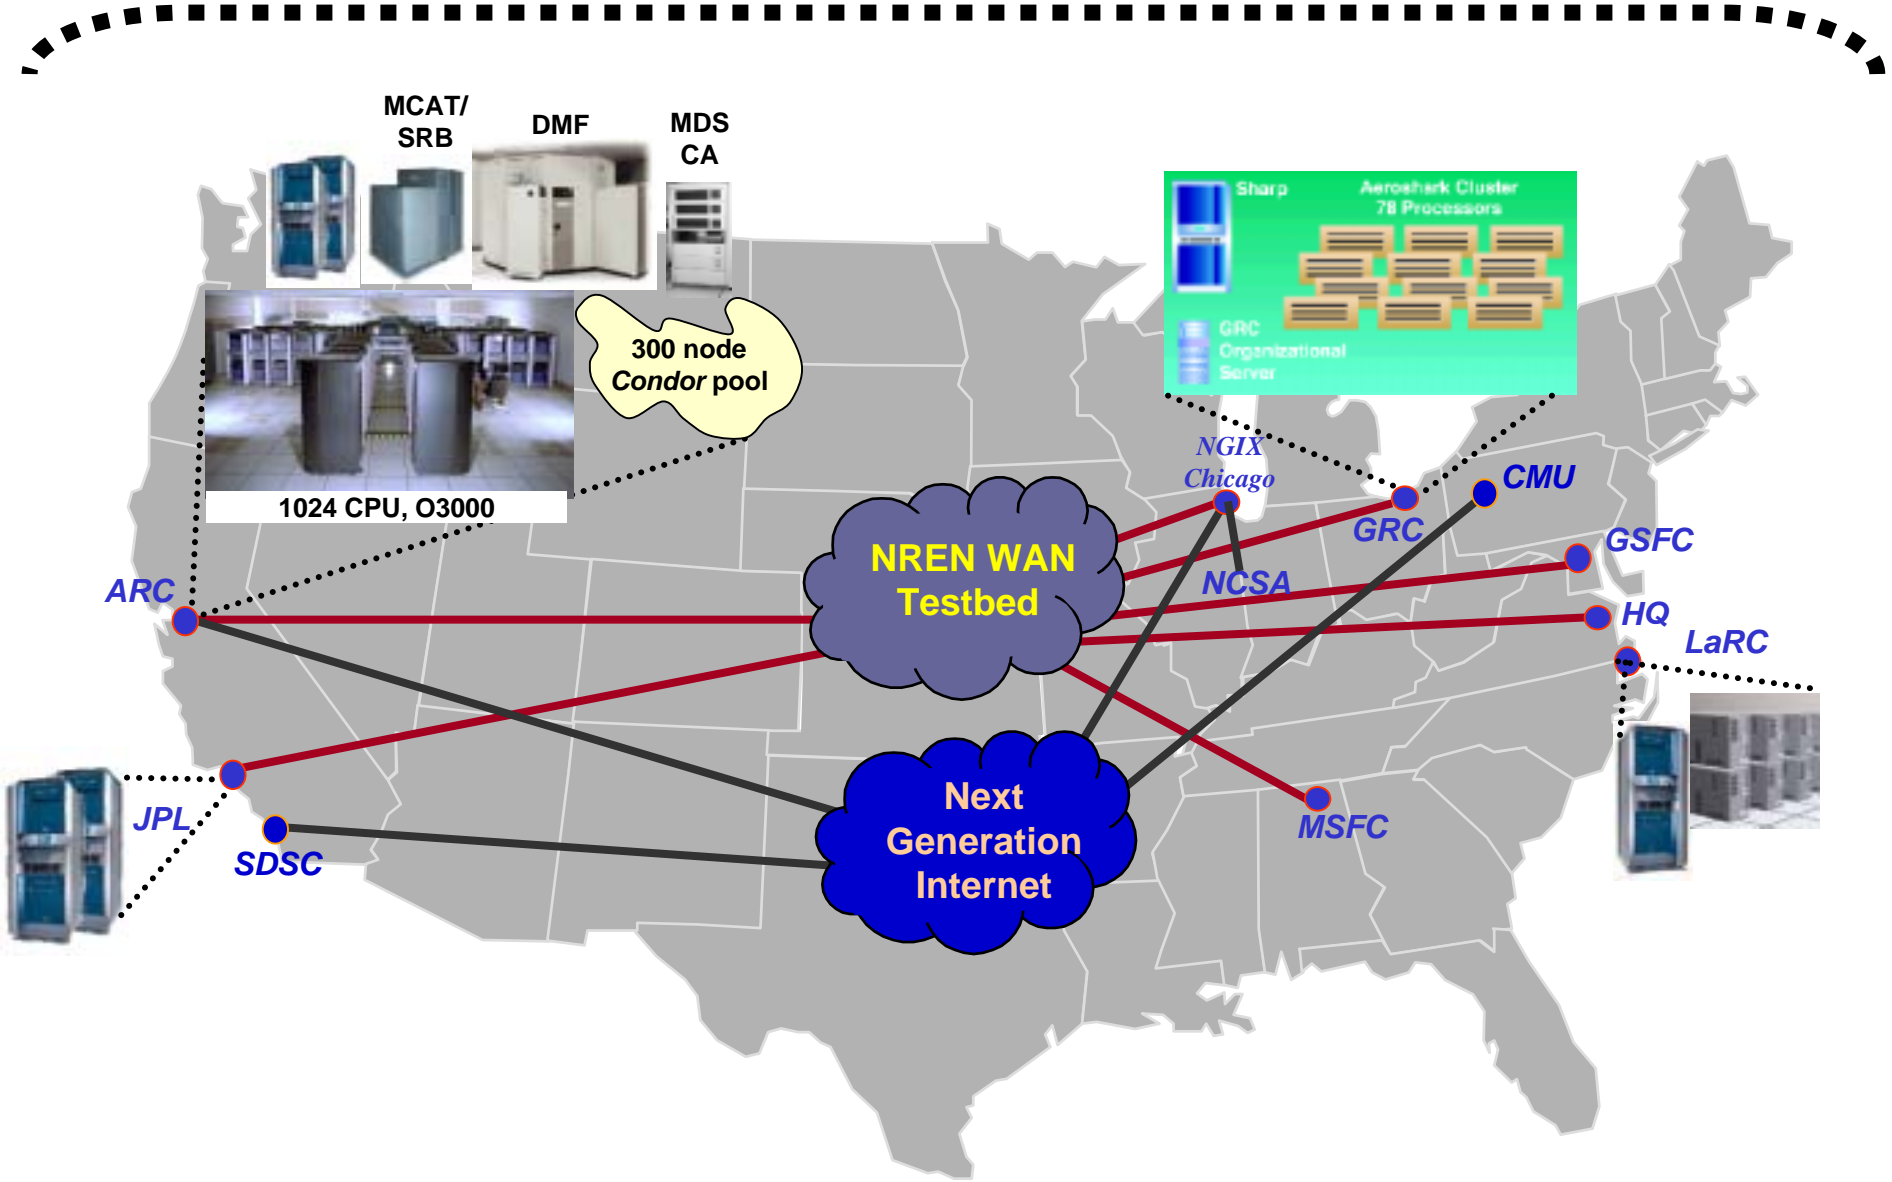 MCAT/
SRB
DMF
MDS
CA
300 node
Condor pool
1024 CPU, O3000
Sharp
Aeroshark Cluster
78 Processors
GRC
Organizational
Server
NGIX
Chicago
CMU
GRC
GSFC
NREN WAN
Testbed
NCSA
ARC
HQ
LaRC
JPL
SDSC
Next
Generation
Internet
MSFC